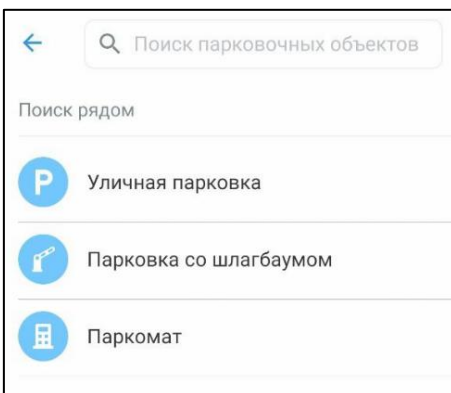 Поиск парковочных объектов
Поиск рядом
P
Уличная парковка
Парковка со шлагбаумом
Паркомат